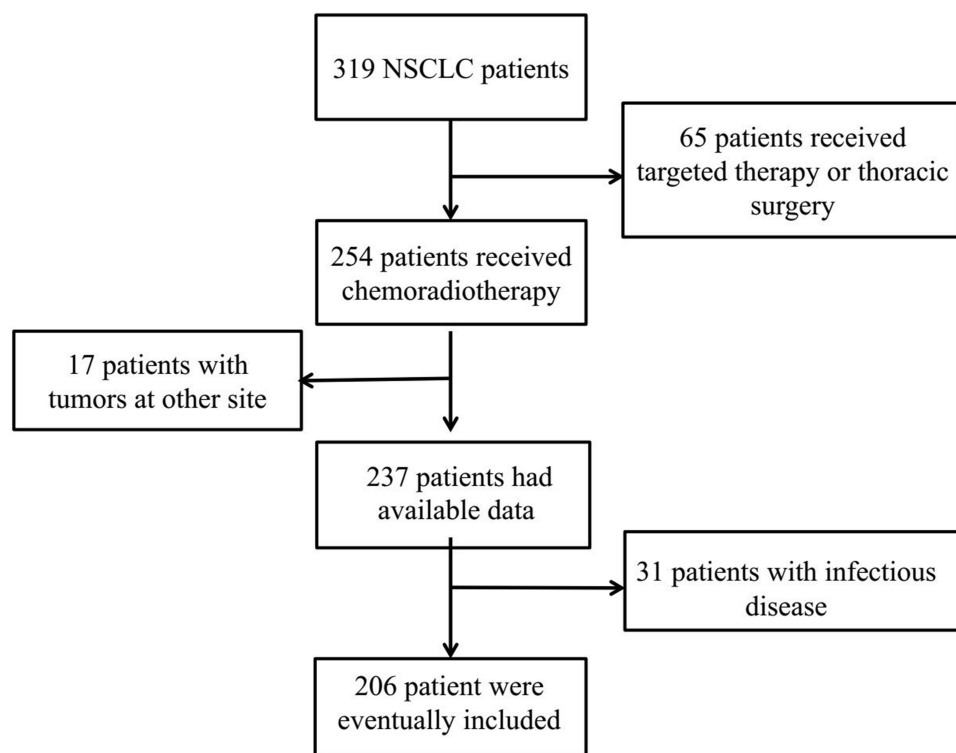 319 NSCLC patients
65 patients received
targeted therapy or thoracic
surgery
254 patients received
chemoradiotherapy
17 patients with
tumors at other site
237 patients had
available data
31 patients with infectious
disease
206 patient were
eventually included